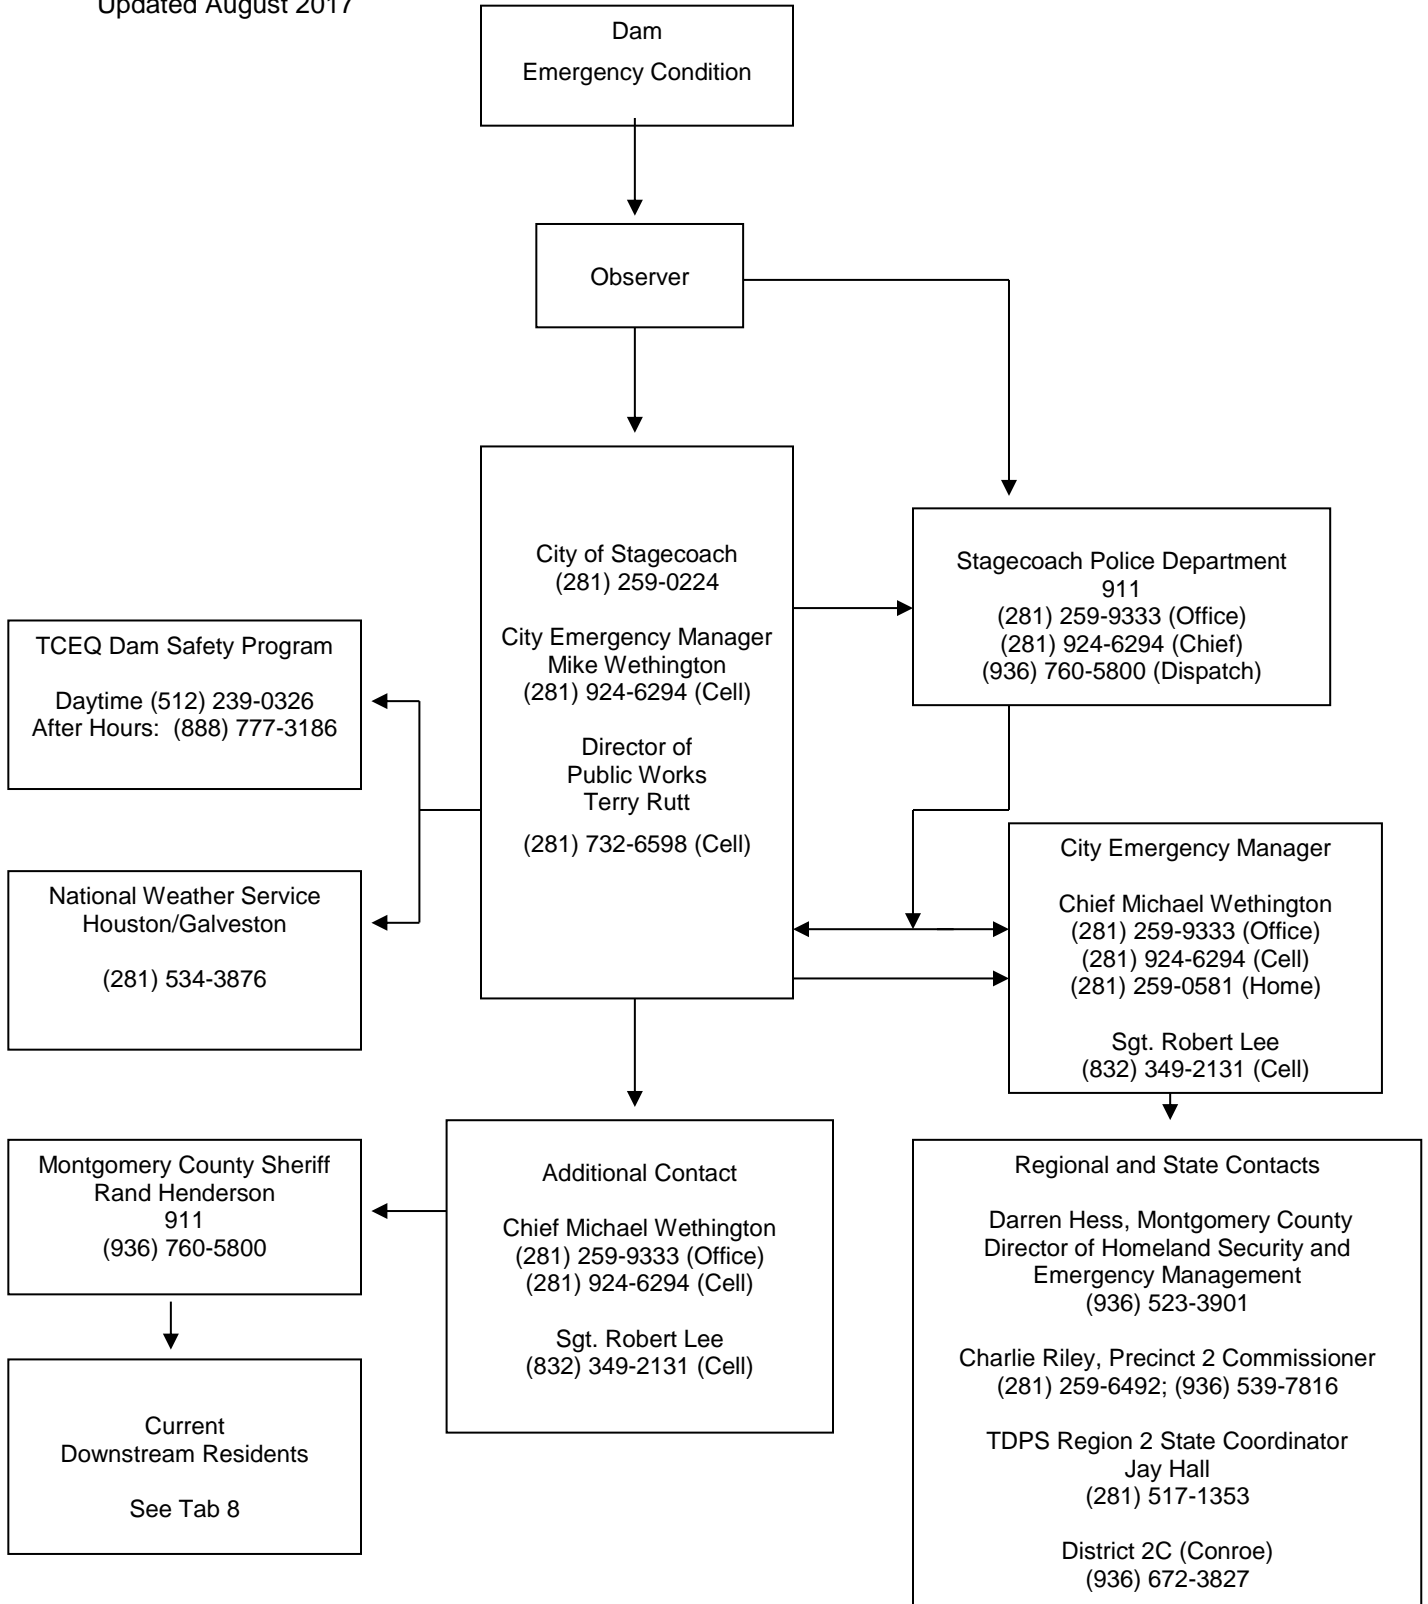 Updated August 2017
Dam
Emergency Condition
Observer
City of Stagecoach
(281) 259-0224
City Emergency Manager
Mike Wethington
(281) 924-6294 (Cell)
Director of
Public Works
Terry Rutt
(281) 732-6598 (Cell)
Stagecoach Police Department
911
(281) 259-9333 (Office)
(281) 924-6294 (Chief)
(936) 760-5800 (Dispatch)
TCEQ Dam Safety Program
Daytime (512) 239-0326
After Hours:  (888) 777-3186
National Weather Service
Houston/Galveston
(281) 534-3876
City Emergency Manager
Chief Michael Wethington
(281) 259-9333 (Office)
(281) 924-6294 (Cell)
(281) 259-0581 (Home)
Sgt. Robert Lee
(832) 349-2131 (Cell)
Montgomery County Sheriff
Rand Henderson
911
(936) 760-5800
Additional Contact
Chief Michael Wethington
(281) 259-9333 (Office)
(281) 924-6294 (Cell)
Sgt. Robert Lee
(832) 349-2131 (Cell)
Regional and State Contacts
Darren Hess, Montgomery County
Director of Homeland Security and
Emergency Management
(936) 523-3901
Charlie Riley, Precinct 2 Commissioner
(281) 259-6492; (936) 539-7816
TDPS Region 2 State Coordinator
Jay Hall
(281) 517-1353
District 2C (Conroe)
(936) 672-3827
Current
Downstream Residents
See Tab 8